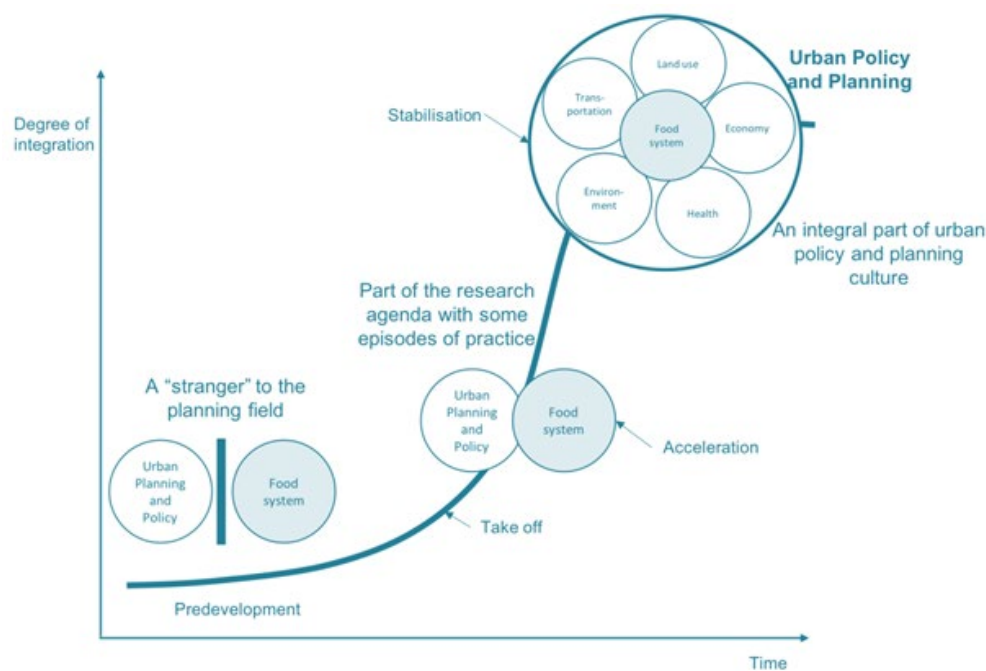 Urban Policy
and Planning
Degree of
integration
Stabilisation
Land use
Trans-
portation
Food
system
Economy
Environ-
ment
Health
An integral part of urban
policy and planning
culture
Part of the research
agenda with some
episodes of practice
A “stranger” to the
planning field
Urban
Planning
and
Policy
Food
system
Urban
Planning
and
Policy
Food
system
Acceleration
Take off
Predevelopment
Time